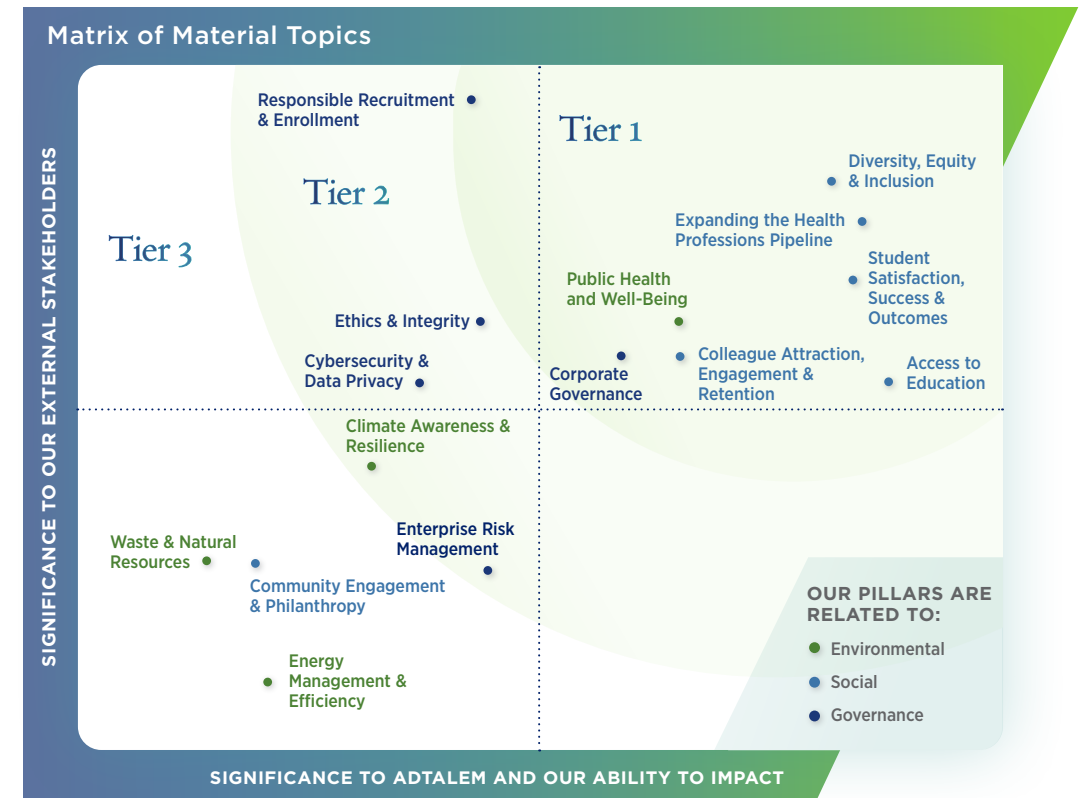 Matrix of Material Topics
SIGNIFICANCE TO OUR EXTERNAL STAKEHOLDERS
Responsible Recruitment
& Enrollment
Tier 1
Tier 2
Tier 3
Diversity, Equity
& Inclusion
Expanding the Health
Professions Pipeline
Student
Satisfaction,
Success &
Outcomes
Public Health
and Well-Being
Ethics & Integrity
Cybersecurity &
Data Privacy
Corporate
Governance
Colleague Attraction,
Engagement &
Retention
Access to
Education
Climate Awareness &
Resilience
Enterprise Risk
Management
Waste & Natural
Resources
Community Engagement
& Philanthropy
Energy
Management &
Efficiency
OUR PILLARS ARE
RELATED TO:
Environmental
Social
Governance
SIGNIFICANCE TO ADTALEM AND OUR ABILITY TO IMPACT